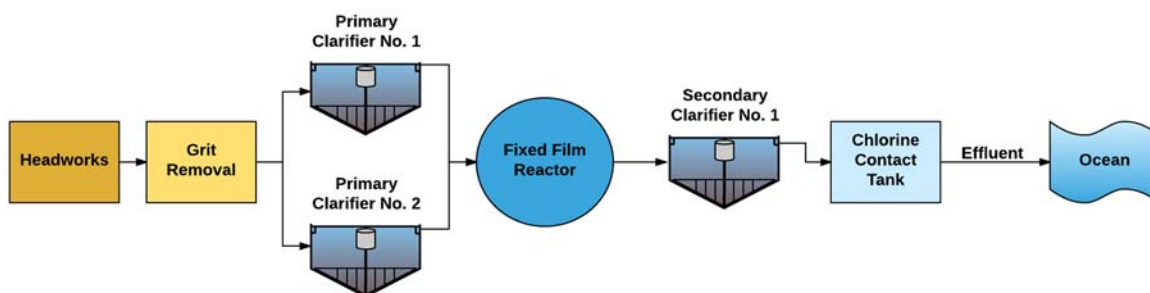 Headworks
Grit
Removal
Primary
Clarifier No. 1
Primary
Clarifier No. 2
Fixed Film
Reactor
Secondary
Clarifier No. 1
Chlorine
Contact
Tank
Effluent
Ocean